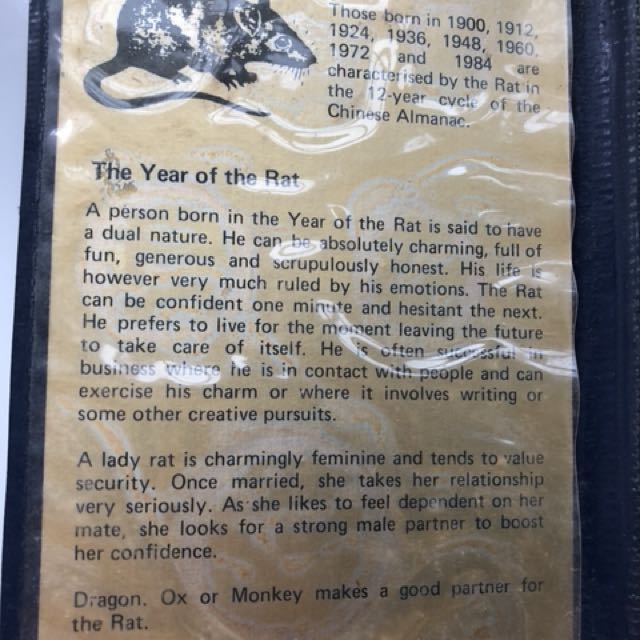 Those born in 1900, 1912,
1924, 1936, 1948, 1960,
1972 and 1984 are
characterised by the Rat in
the 12-year cycle of the
Chinese Almanac.
The Year of the Rat
A person born in the Year of the Rat is said to have
a dual nature. He can be absolutely charming, full of
fun, generous and scrupulously honest. His life is
however very much ruled by his emotions. The Rat
can be confident one minute and hesitant the next.
He prefers to live for the moment leaving the future
to take care of itself. He is often successful in
business where he is in contact with people and can
exercise his charm or where it involves writing or
some other creative pursuits.
A lady rat is charmingly feminine and tends to value
security. Once married, she takes her relationship
very seriously. As she likes to feel dependent on her
mate, she looks for a strong male partner to boost
her confidence.
Dragon. Ox or Monkey makes a good partner for
the Rat.